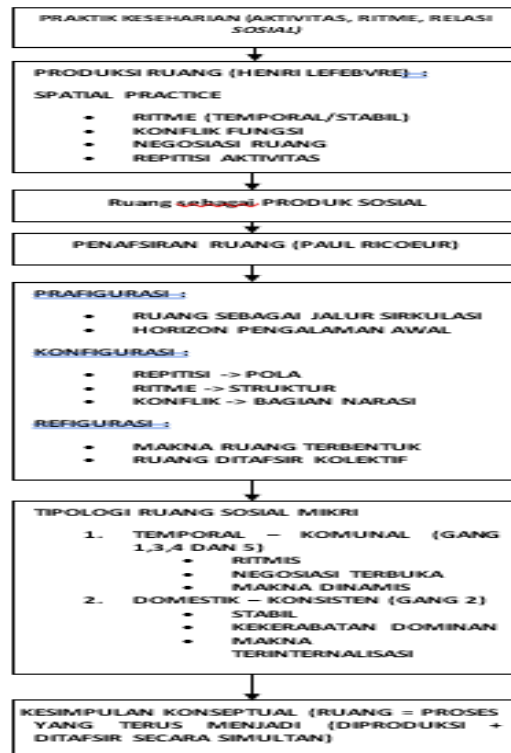 PRAKTIK KESEHARIAN (AKTIVITAS, RITME, RELASI
SOSIAL)
PRODUKSI RUANG (HENRI LEFEBVRE) :
SPATIAL PRACTICE
• RITME (TEMPORAL/STABIL)
• KONFLIK FUNGSI
• NEGOSIASI RUANG
• REPITISI AKTIVITAS
Ruang sebagai PRODUK SOSIAL
PENAFSIRAN RUANG (PAUL RICOEUR)
PRAFIGURASI :
• RUANG SEBAGAI JALUR SIRKULASI
• HORIZON PENGALAMAN AWAL
KONFIGURASI :
• REPITISI -> POLA
• RITME -> STRUKTUR
• KONFLIK -> BAGIAN NARASI
REFIGURASI :
• MAKNA RUANG TERBENTUK
• RUANG DITAFSIR KOLEKTIF
TIPOLOGI RUANG SOSIAL MIKRI
1. TEMPORAL – KOMUNAL (GANG
1,3,4 DAN 5)
• RITMIS
• NEGOSIASI TERBUKA
• MAKNA DINAMIS
2. DOMESTIK – KONSISTEN (GANG 2)
• STABIL
• KEKERABATAN DOMINAN
• MAKNA
TERINTERNALISASI
KESIMPULAN KONSEPTUAL (RUANG = PROSES
YANG TERUS MENJADI (DIPRODUKSI +
DITAFSIR SECARA SIMULTAN)